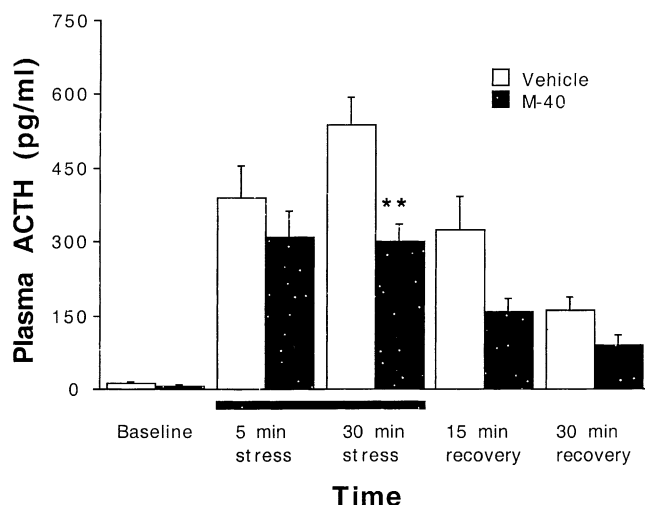 750
600
450
300
150
0
Plasma ACTH (pg/ml)
Vehicle
M-40
**
Baseline
5 min
stress
30 min
stress
15 min
recovery
30 min
recovery
Time